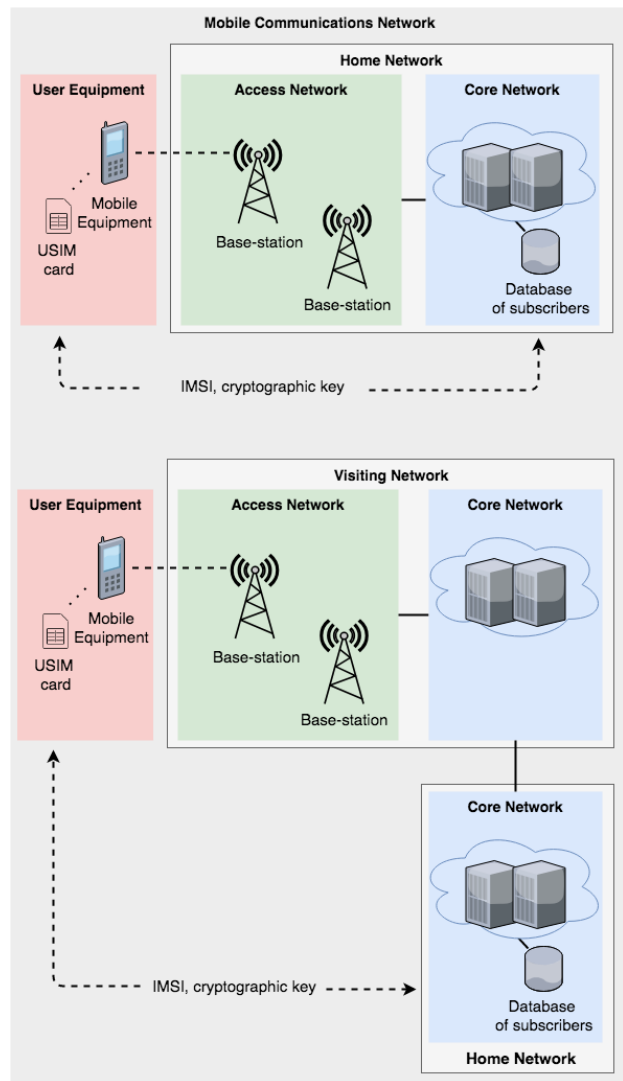 Mobile Communications Network
Home Network
User Equipment
Access Network
Core Network
Mobile
Equipment
USIM
card
Base-station
Base-station
Database
of subscribers
IMSI, cryptographic key
Visiting Network
User Equipment
Access Network
Core Network
Mobile
Equipment
USIM
card
Base-station
Base-station
Core Network
IMSI, cryptographic key
Database
of subscribers
Home Network